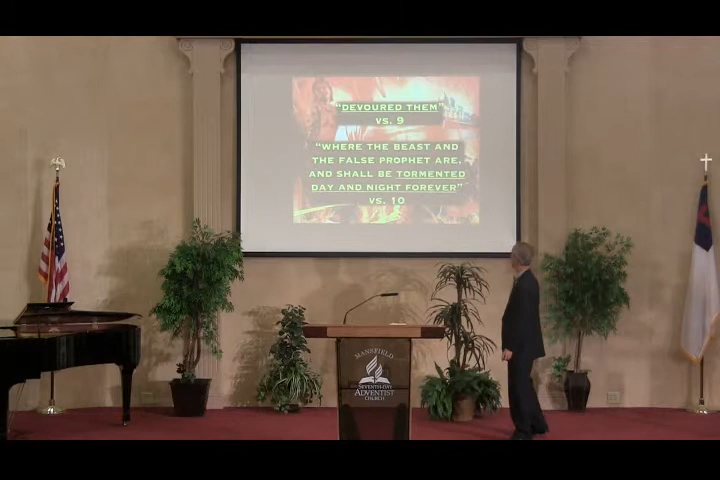 "DEVOURED THEM"
VS. 9
"WHERE THE BEAST AND
THE FALSE PROPHET ARE,
AND SHALL BE TORMENTED
DAY AND NIGHT FOREVER"
VS. 10
MANSFIELD
SEVENTH-DAY
ADVENTIST
CHURCH